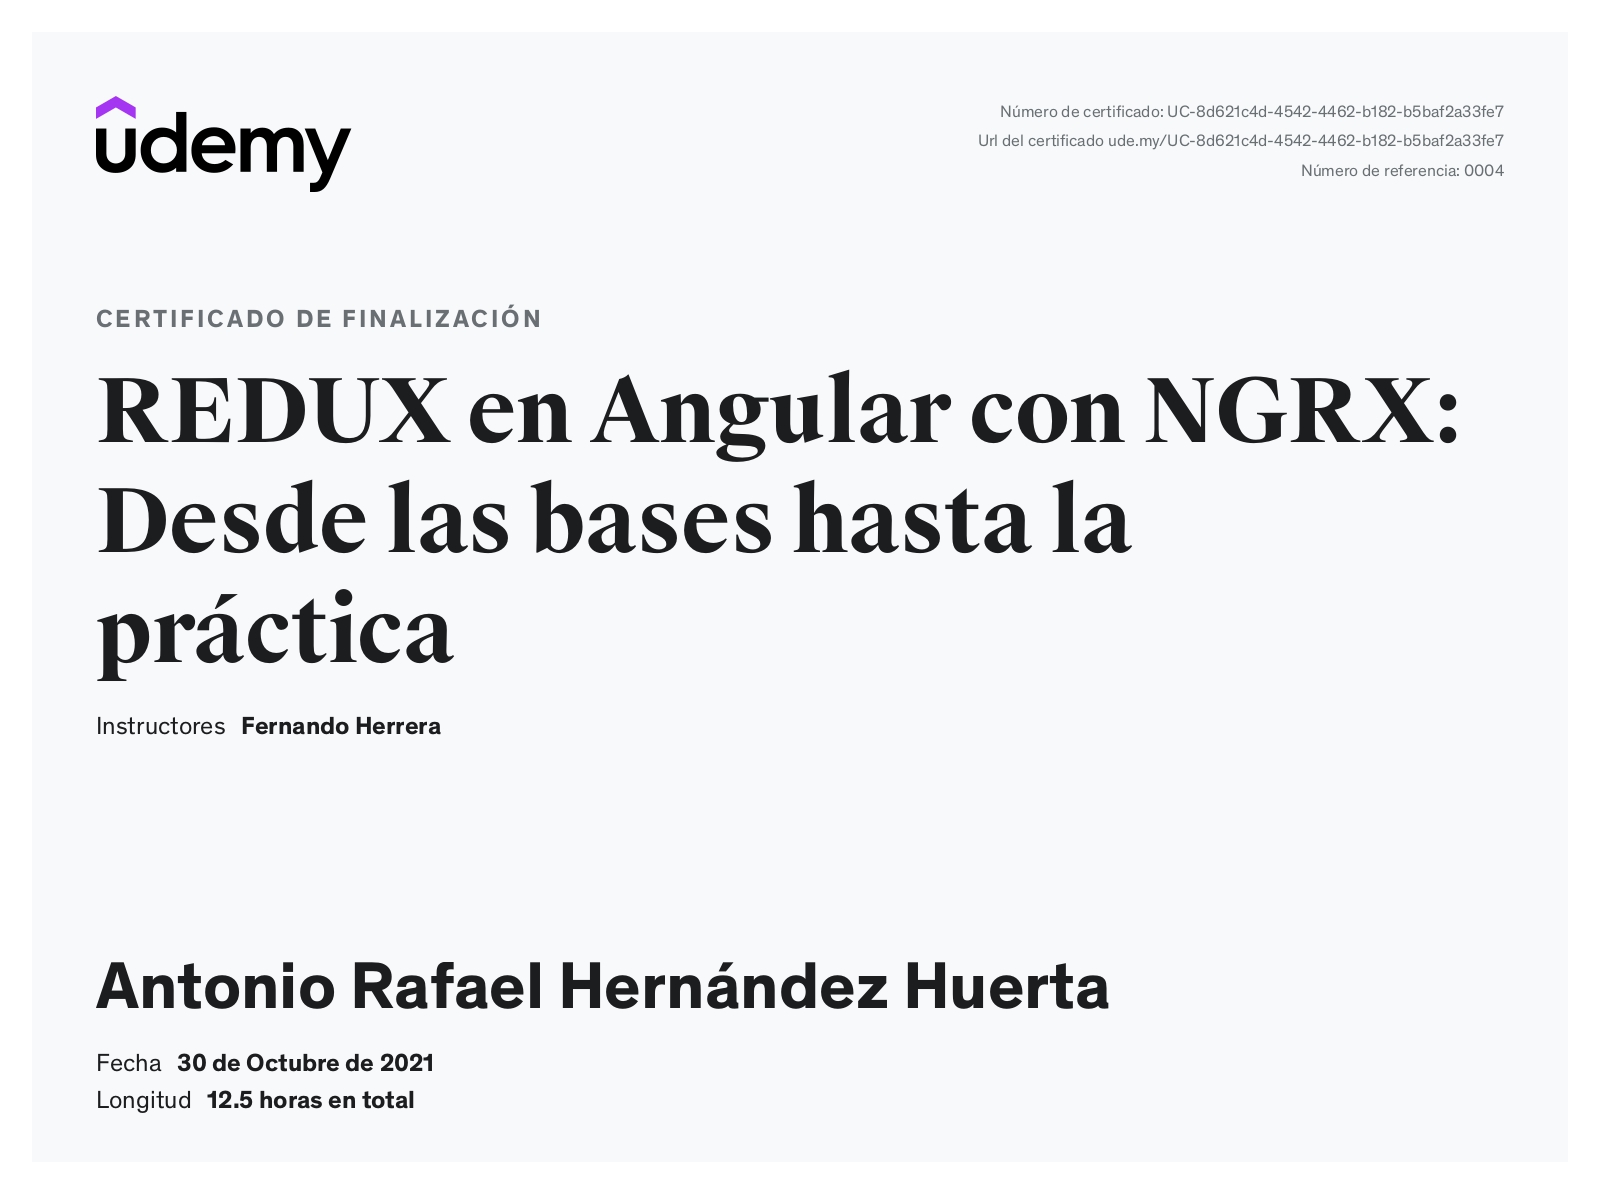 udemy
Número de certificado: UC-8d621c4d-4542-4462-b182-b5baf2a33fe7
Url del certificado ude.my/UC-8d621c4d-4542-4462-b182-b5baf2a33fe7
Número de referencia: 0004
CERTIFICADO DE FINALIZACIÓN
REDUX en Angular con NGRX:
Desde las bases hasta la
práctica
Instructores Fernando Herrera
Antonio Rafael Hernández Huerta
Fecha 30 de Octubre de 2021
Longitud 12.5 horas en total